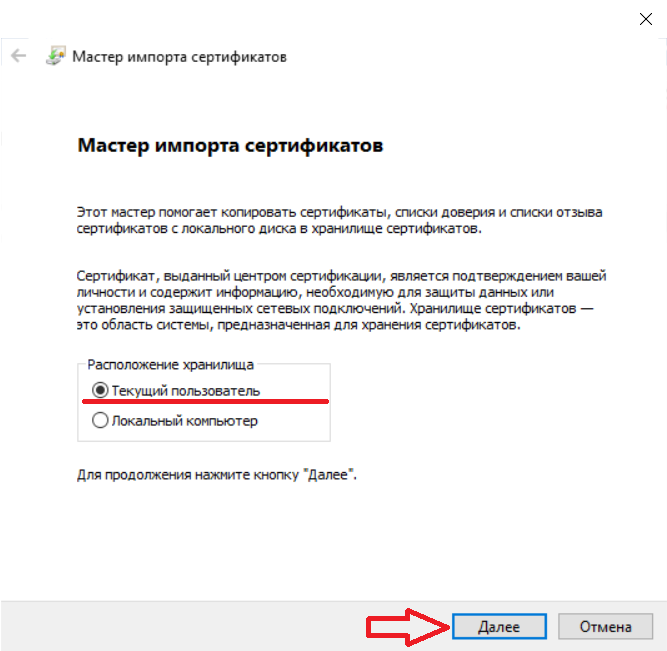 Мастер импорта сертификатов
Мастер импорта сертификатов
Этот мастер помогает копировать сертификаты, списки доверия и списки отзыва
сертификатов с локального диска в хранилище сертификатов.
Сертификат, выданный центром сертификации, является подтверждением вашей
личности и содержит информацию, необходимую для защиты данных или
установления защищенных сетевых подключений. Хранилище сертификатов —
это область системы, предназначенная для хранения сертификатов.
Расположение хранилища
Текущий пользователь
Локальный компьютер
Для продолжения нажмите кнопку "Далее".
Далее
Отмена